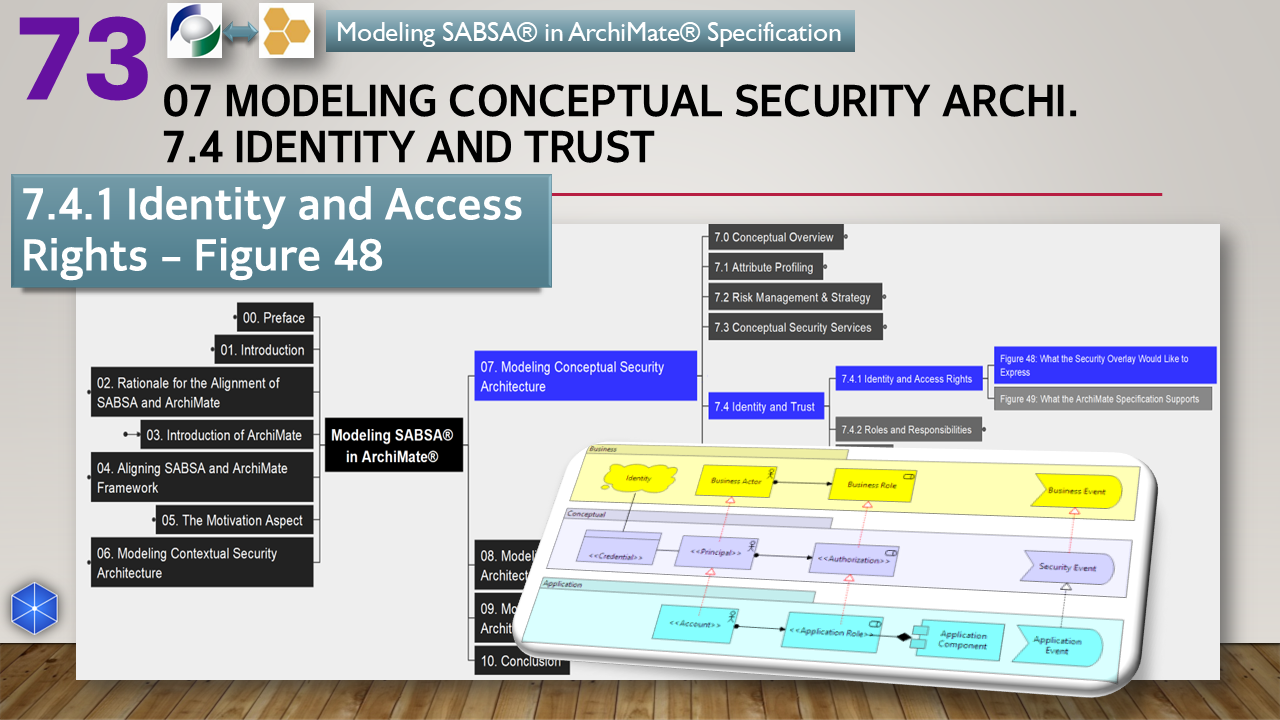 73
Modeling SABSA® in ArchiMate® Specification
07 MODELING CONCEPTUAL SECURITY ARCHI.
7.4 IDENTITY AND TRUST
7.4.1 Identity and Access
Rights – Figure 48
00. Preface
01. Introduction
02. Rationale for the Alignment of
SABSA and ArchiMate
03. Introduction of ArchiMate
04. Aligning SABSA and ArchiMate
Framework
05. The Motivation Aspect
06. Modeling Contextual Security
Architecture
Modeling SABSA®
in ArchiMate®
07. Modeling Conceptual Security
Architecture
7.0 Conceptual Overview
7.1 Attribute Profiling
7.2 Risk Management & Strategy
7.3 Conceptual Security Services
7.4 Identity and Trust
7.4.1 Identity and Access Rights
Figure 48: What the Security Overlay Would Like to
Express
Figure 49: What the ArchiMate Specification Supports
7.4.2 Roles and Responsibilities
08. Model
Architect
09. Mo
Archit
10. Conclusion
Business
Identity
Business Actor
Business Role
Business Event
Conceptual
<<Credential>>
<<Principal>>
<<Authorization>>
Security Event
Application
<<Account>>
<<Application Role>>
Application
Component
Application
Event